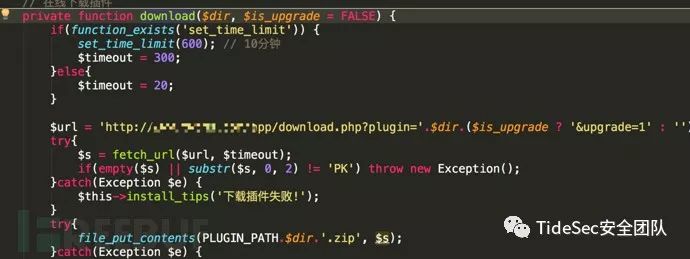 // 在线下载插件
private function download($dir, $is_upgrade = FALSE) {
if(function_exists('set_time_limit')) {
set_time_limit(600); // 10分钟
$timeout = 300;
}else{
$timeout = 20;
}
$url = 'http:// pp/download.php?plugin='.$dir.($is_upgrade ? '&upgrade=1' : '')
try{
$s = fetch_url($url, $timeout);
if(empty($s) || substr($s, 0, 2) != 'PK') throw new Exception();
}catch(Exception $e) {
$this->install_tips('下载插件失败!');
}
try{
file_put_contents(PLUGIN_PATH.$dir.'.zip', $s);
}catch(Exception $e) {
REEBUF
TideSec安全团队